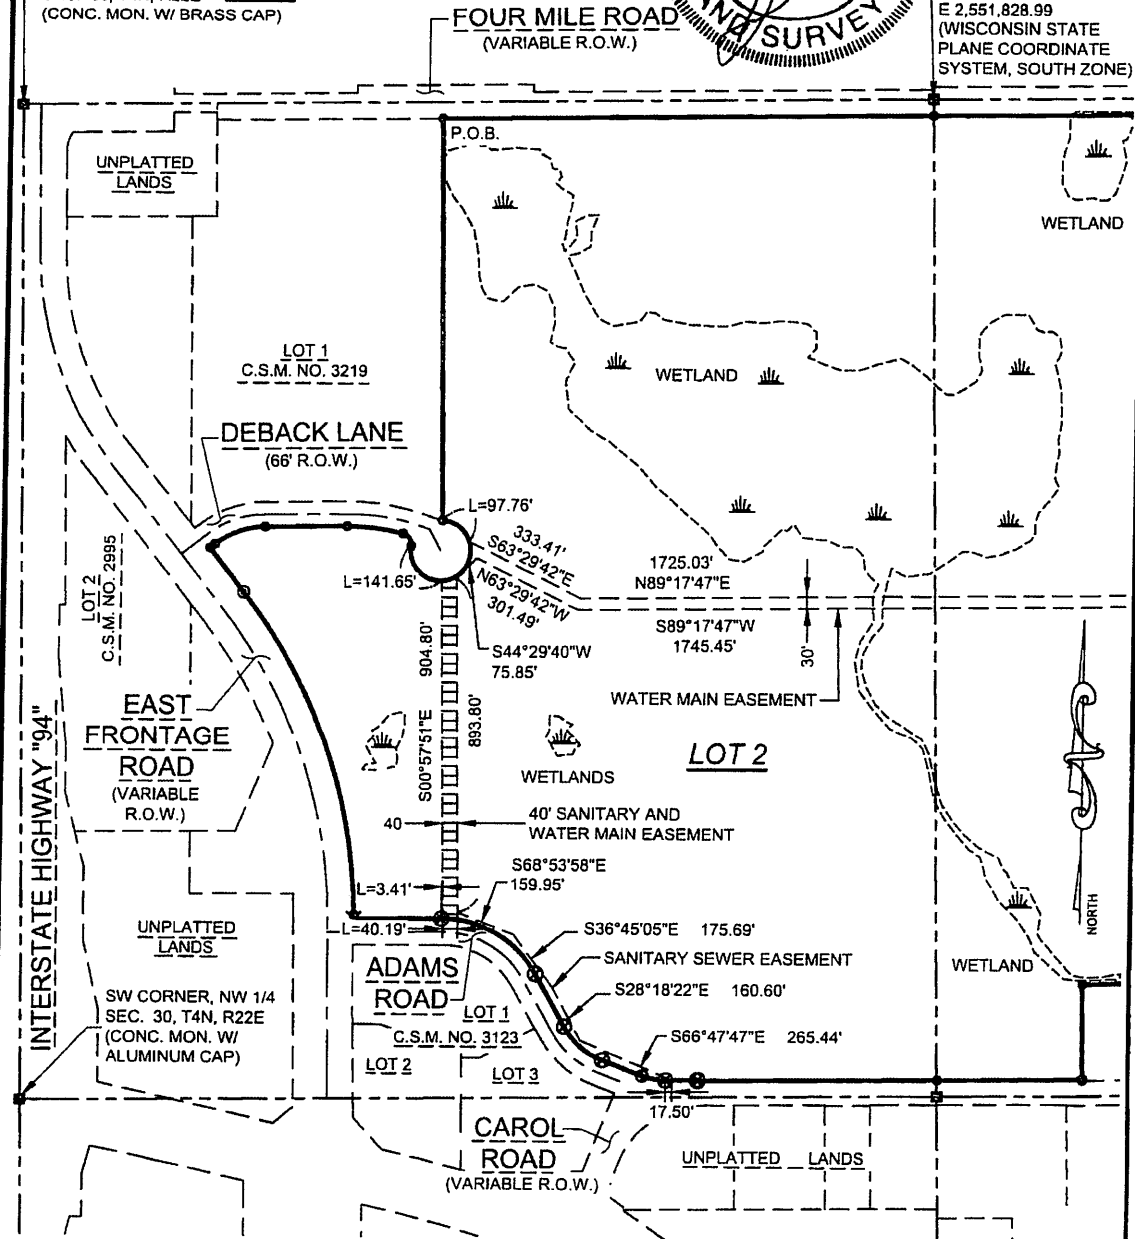 (CONC. MON. W/ BRASS CAP)
FOUR MILE ROAD
(VARIABLE R.O.W.)
AND SURVEY
E 2,551,828.99
(WISCONSIN STATE
PLANE COORDINATE
SYSTEM, SOUTH ZONE)
P.O.B.
UNPLATTED
LANDS
WETLAND
LOT 1
C.S.M. NO. 3219
WETLAND
DEBACK LANE
(66' R.O.W.)
L=97.76'
333.41'
S63°29'42"E
1725.03'
N89°17'47"E
L=141.65'
N63°29'42"W
301.49'
S89°17'47"W
1745.45'
30'
S44°29'40"W
75.85'
LOT 2
C.S.M. NO. 2995
904.80'
S00°57'51"E
893.80'
WATER MAIN EASEMENT
EAST
FRONTAGE
ROAD
(VARIABLE
R.O.W.)
LOT 2
WETLANDS
INTERSTATE HIGHWAY "94"
40
40' SANITARY AND
WATER MAIN EASEMENT
S68°53'58"E
159.95'
L=3.41'
L=40.19'
NORTH
UNPLATTED
LANDS
S36°45'05"E 175.69'
SANITARY SEWER EASEMENT
WETLAND
ADAMS
ROAD
S28°18'22"E 160.60'
SW CORNER, NW 1/4
SEC. 30, T4N, R22E
(CONC. MON. W/
ALUMINUM CAP)
LOT 1
C.S.M. NO. 3123
LOT 2
LOT 3
S66°47'47"E 265.44'
17.50'
CAROL
ROAD
(VARIABLE R.O.W.)
UNPLATTED LANDS